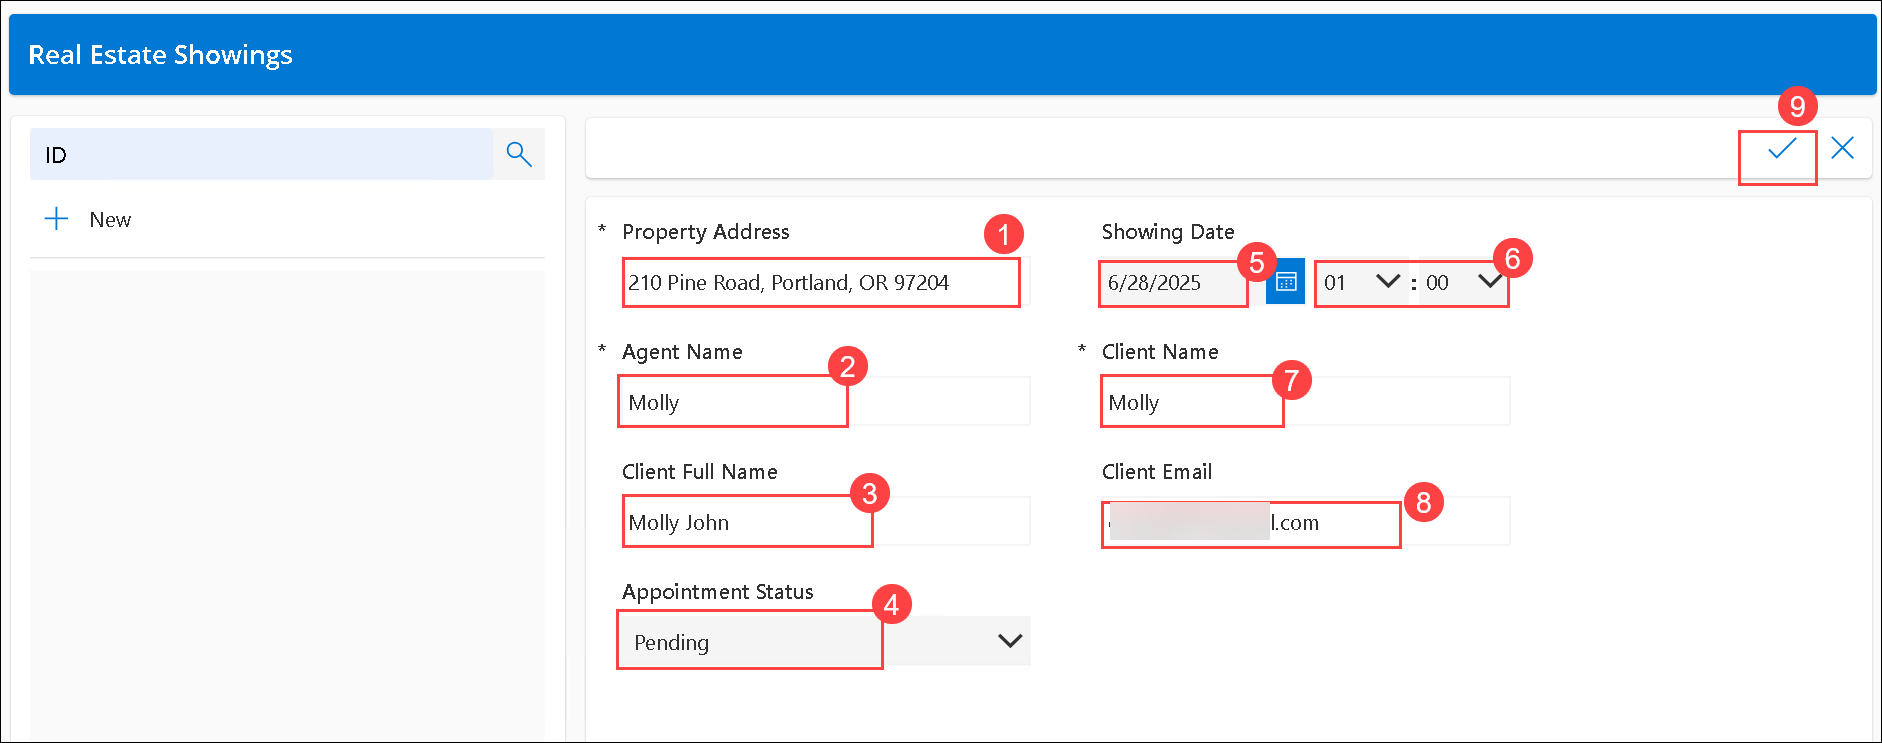 Real Estate Showings
9
ID
New
* Property Address
1
210 Pine Road, Portland, OR 97204
Showing Date
5
6
6/28/2025
01 : 00
* Agent Name
2
Molly
* Client Name
7
Molly
Client Full Name
3
Molly John
Client Email
8
l.com
Appointment Status
4
Pending